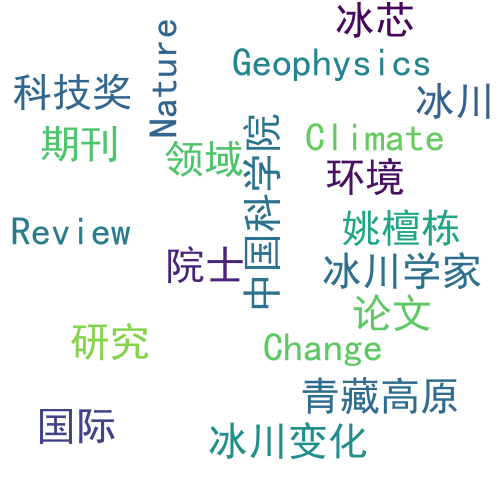 冰芯
Nature
Geophysics
科技奖
冰川
期刊
中国科学院
Climate
领域
环境
Review
姚檀栋
院士
冰川学家
论文
研究
Change
青藏高原
国际
冰川变化